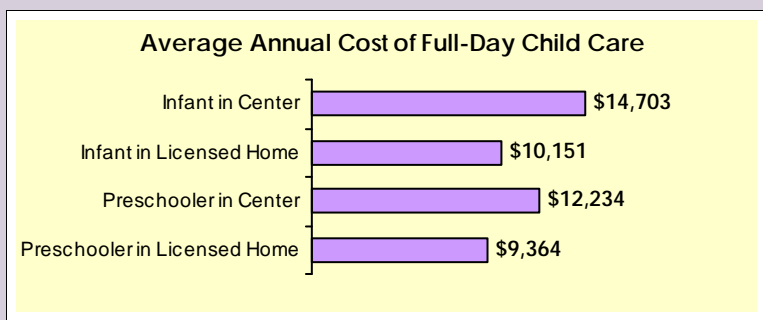 Average Annual Cost of Full-Day Child Care
Infant in Center $14,703
Infant in Licensed Home $10,151
Preschooler in Center $12,234
Preschooler in Licensed Home $9,364